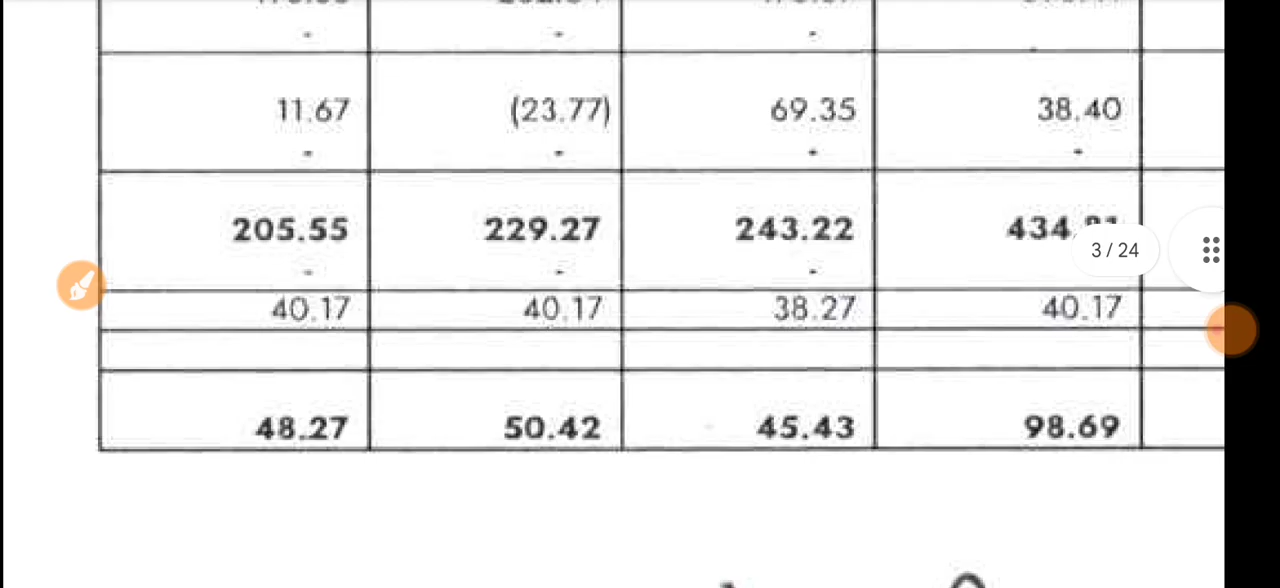 - - -
11.67 (23.77) 69.35 38.40
- - - -
205.55 229.27 243.22 434
3 / 24
- - -
40.17 40.17 38.27 40.17
48.27 50.42 45.43 98.69